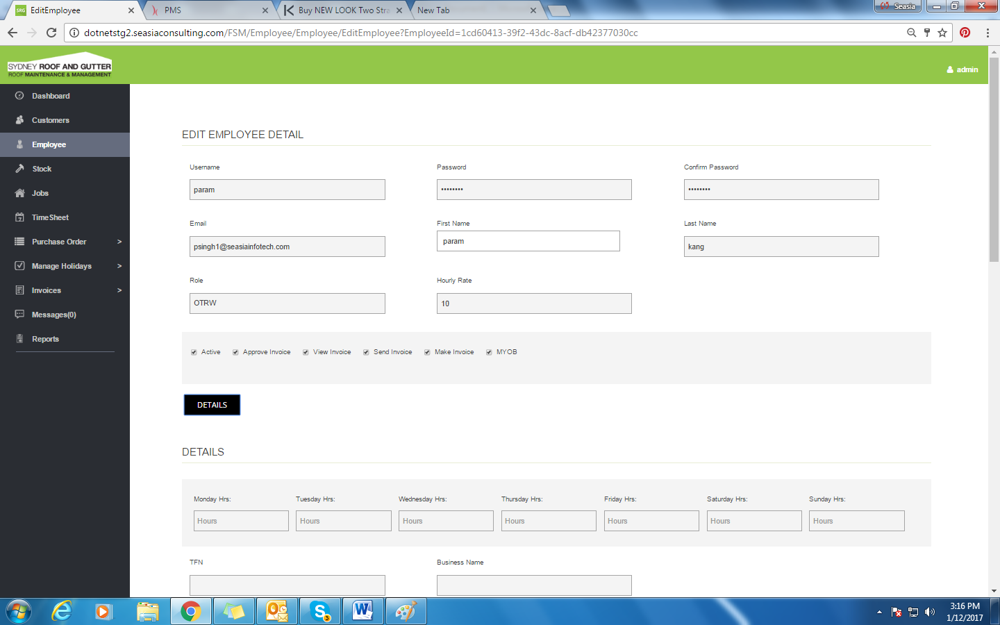 SRG EditEmployee PMS Buy NEW LOOK Two Stra New Tab Seasia
dotnetstg2.seasiaconsulting.com/FSM/Employee/Employee/EditEmployee?EmployeeId=1cd60413-39f2-43dc-8acf-db42377030cc
SYDNEY ROOF AND GUTTER
ROOF MAINTENANCE & MANAGEMENT
admin
Dashboard
Customers
Employee
Stock
Jobs
TimeSheet
Purchase Order >
Manage Holidays >
Invoices >
Messages(0)
Reports
EDIT EMPLOYEE DETAIL
Username Password Confirm Password
param •••••••• ••••••••
Email First Name Last Name
psingh1@seasiainfotech.com param kang
Role Hourly Rate
OTRW 10
Active Approve Invoice View Invoice Send Invoice Make Invoice MYOB
DETAILS
DETAILS
Monday Hrs: Tuesday Hrs: Wednesday Hrs: Thursday Hrs: Friday Hrs: Saturday Hrs: Sunday Hrs:
Hours Hours Hours Hours Hours Hours Hours
TFN Business Name
3:16 PM
1/12/2017